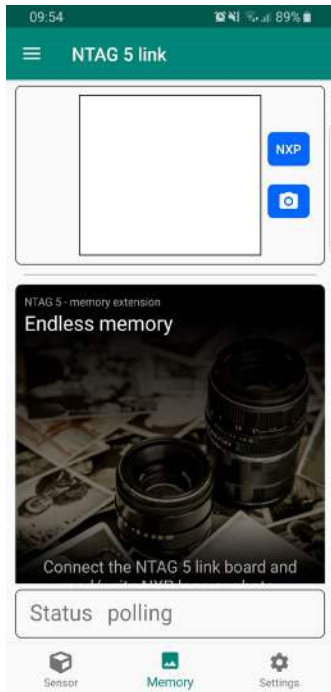 09:54
89%
NTAG 5 link
NXP
NTAG 5 - memory extension
Endless memory
Connect the NTAG 5 link board and
Status polling
Sensor
Memory
Settings